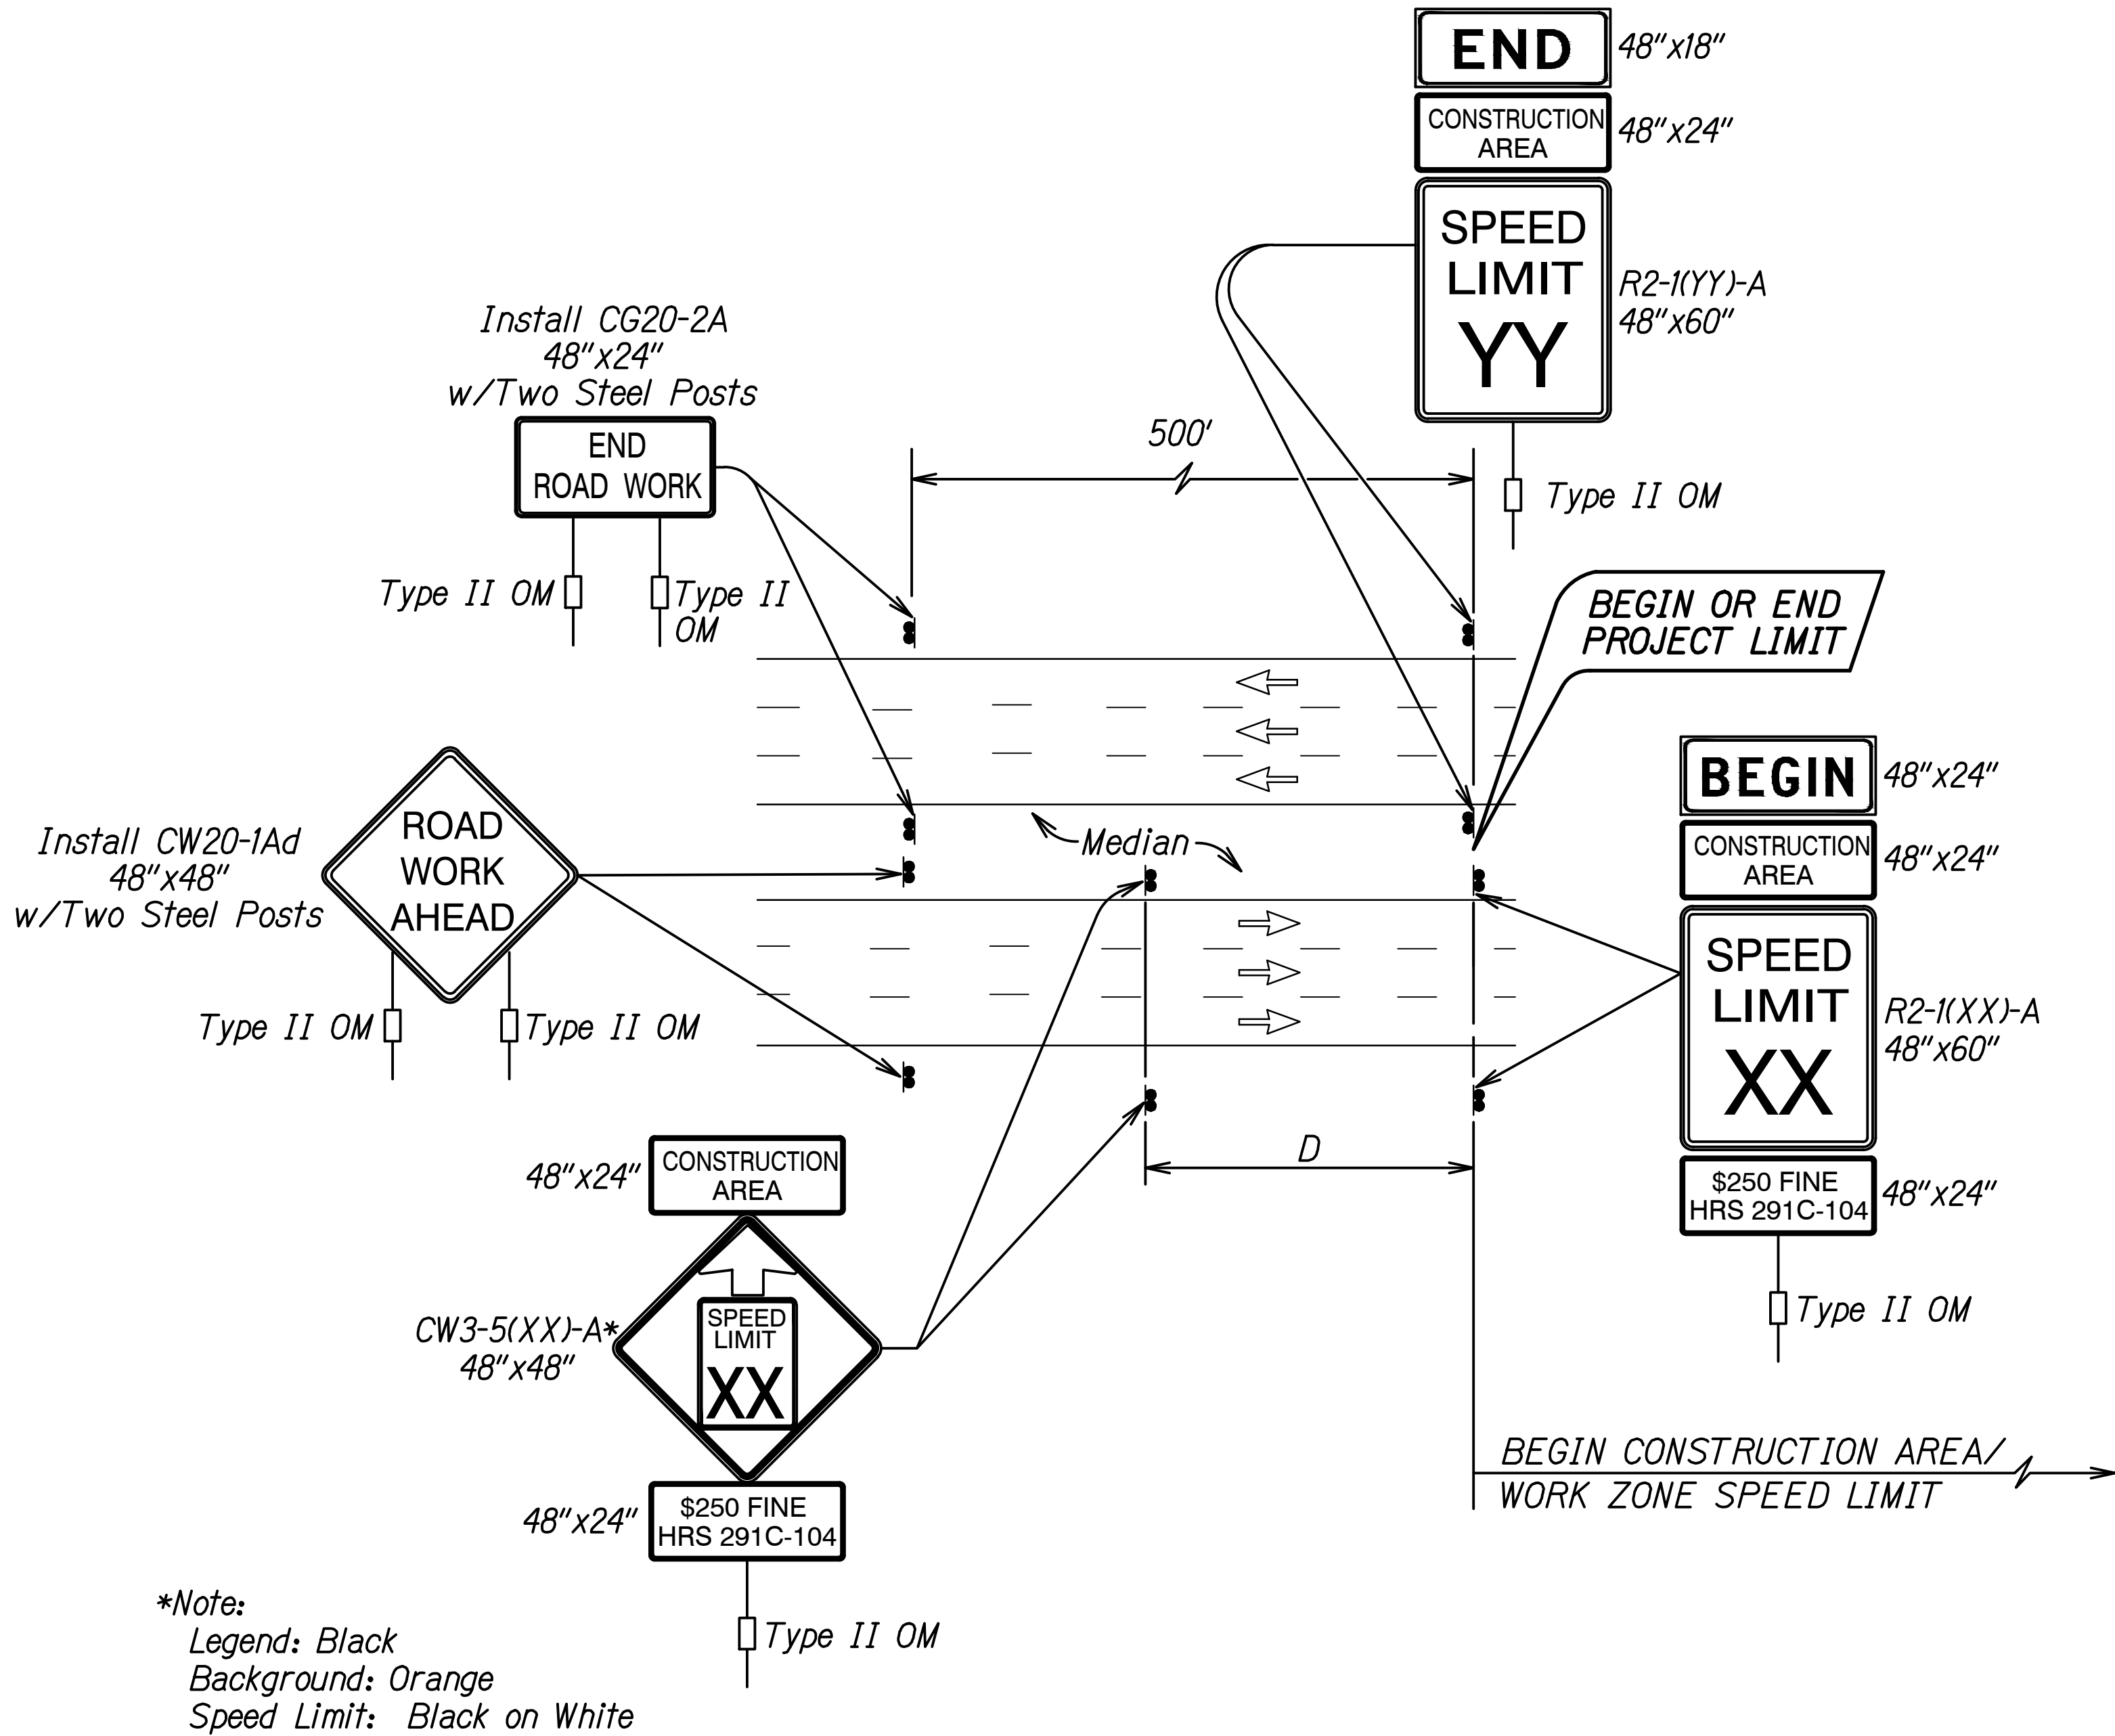 END
48"x18"
CONSTRUCTION
AREA
48"x24"
SPEED
LIMIT
YY
R2-1(YY)-A
48"x60"
Type II OM
Install CG20-2A
48"x24"
w/Two Steel Posts
END
ROAD WORK
Type II OM
Type II
OM
500'
BEGIN OR END
PROJECT LIMIT
Install CW20-1Ad
48"x48"
w/Two Steel Posts
ROAD
WORK
AHEAD
Type II OM
Type II OM
Median
BEGIN
48"x24"
CONSTRUCTION
AREA
48"x24"
SPEED
LIMIT
XX
R2-1(XX)-A
48"x60"
$250 FINE
HRS 291C-104
48"x24"
Type II OM
D
48"x24"
CONSTRUCTION
AREA
CW3-5(XX)-A*
48"x48"
SPEED
LIMIT
XX
48"x24"
$250 FINE
HRS 291C-104
Type II OM
BEGIN CONSTRUCTION AREA/
WORK ZONE SPEED LIMIT
*Note:
Legend: Black
Background: Orange
Speed Limit: Black on White